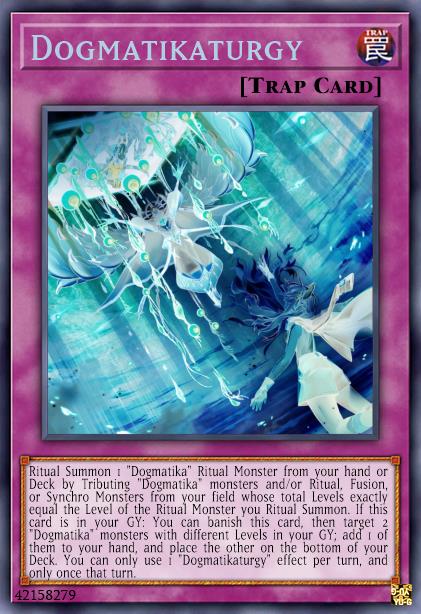 DOGMATIKATURGY
TRAP
罠
[TRAP CARD]
Ritual Summon 1 "Dogmatika" Ritual Monster from your hand or
Deck by Tributing "Dogmatika" monsters and/or Ritual, Fusion,
or Synchro Monsters from your field whose total Levels exactly
equal the Level of the Ritual Monster you Ritual Summon. If this
card is in your GY: You can banish this card, then target 2
"Dogmatika" monsters with different Levels in your GY; add 1 of
them to your hand, and place the other on the bottom of your
Deck. You can only use 1 "Dogmatikaturgy" effect per turn, and
only once that turn.
42158279